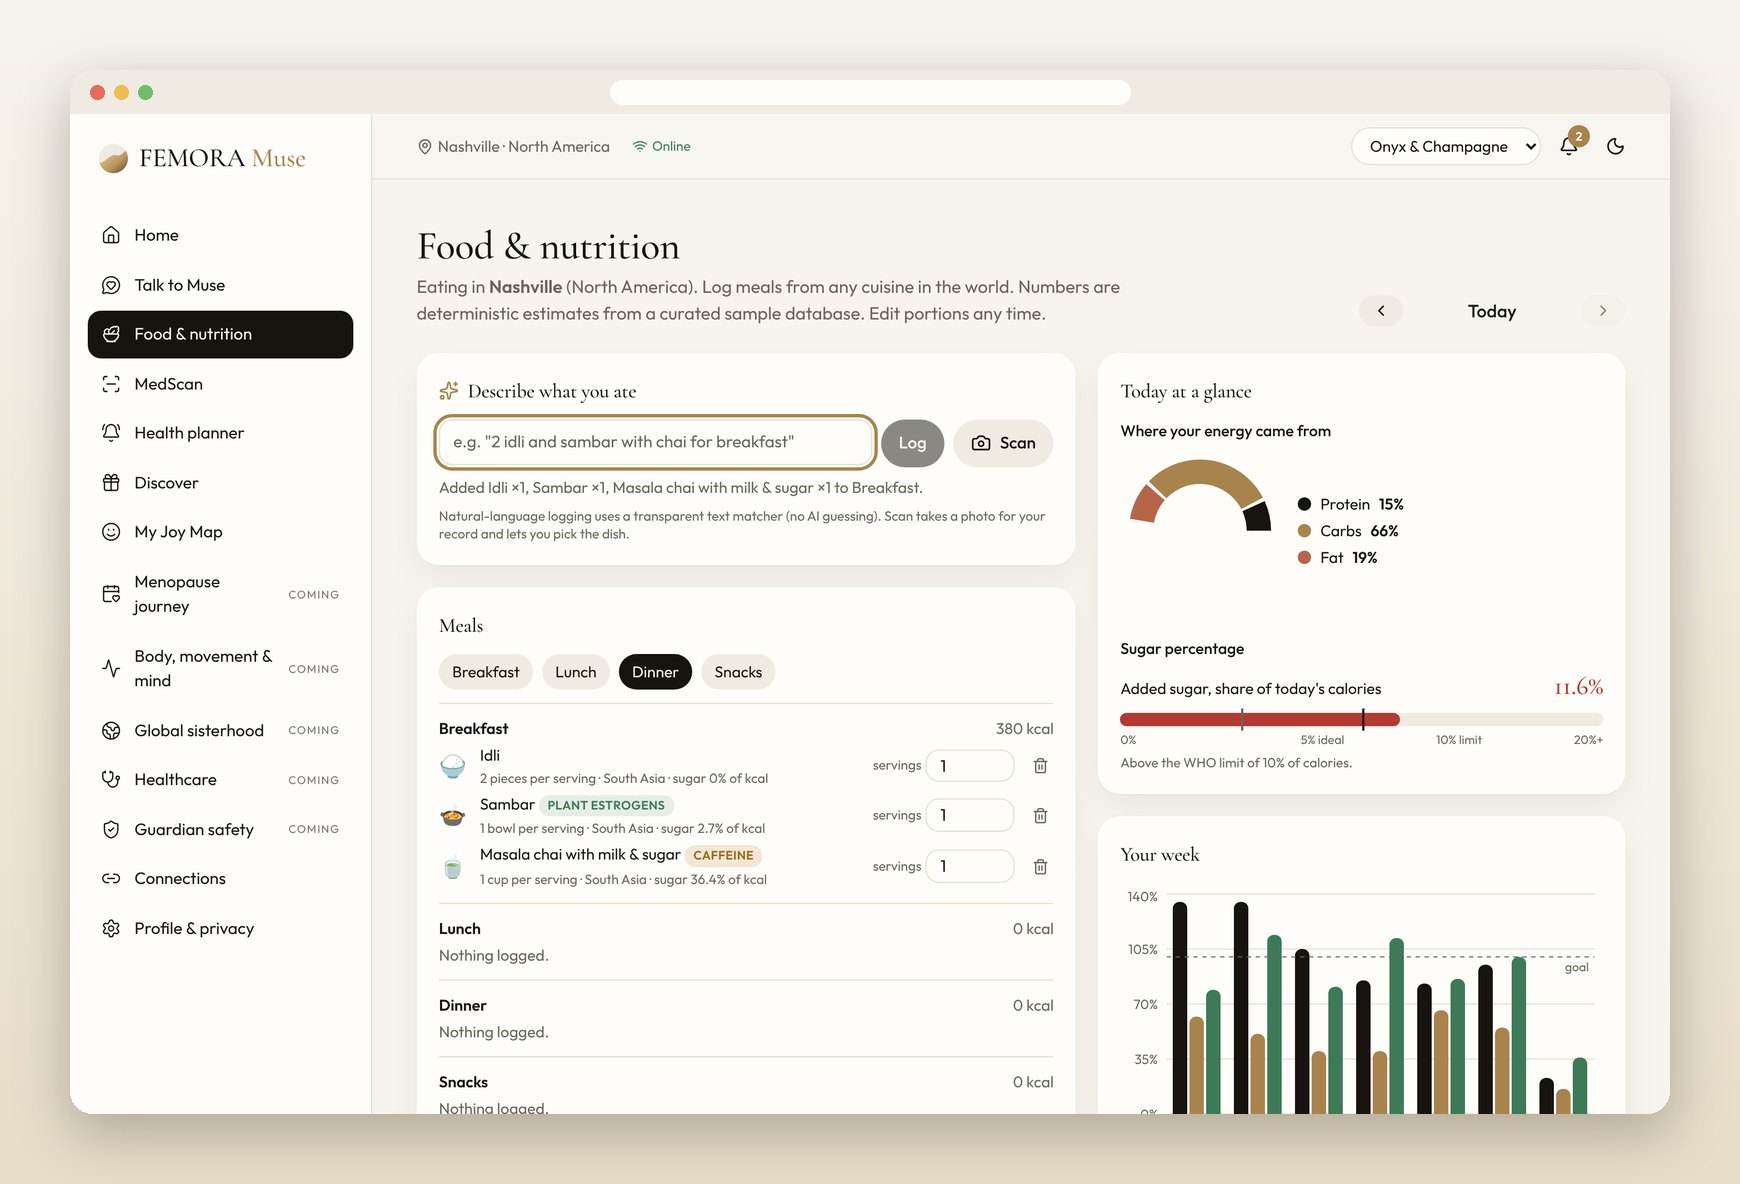 FEMORA Muse
Home
Talk to Muse
Food & nutrition
MedScan
Health planner
Discover
My Joy Map
Menopause
journey
COMING
Body, movement &
mind
COMING
Global sisterhood COMING
Healthcare COMING
Guardian safety COMING
Connections
Profile & privacy
Nashville · North America Online
Onyx & Champagne
2
Food & nutrition
Eating in Nashville (North America). Log meals from any cuisine in the world. Numbers are
deterministic estimates from a curated sample database. Edit portions any time.
Today
Describe what you ate
e.g. "2 idli and sambar with chai for breakfast" Log Scan
Added Idli ×1, Sambar ×1, Masala chai with milk & sugar ×1 to Breakfast.
Natural-language logging uses a transparent text matcher (no AI guessing). Scan takes a photo for your
record and lets you pick the dish.
Meals
Breakfast Lunch Dinner Snacks
Breakfast 380 kcal
Idli
2 pieces per serving · South Asia · sugar 0% of kcal
servings 1
Sambar PLANT ESTROGENS
1 bowl per serving · South Asia · sugar 2.7% of kcal
servings 1
Masala chai with milk & sugar CAFFEINE
1 cup per serving · South Asia · sugar 36.4% of kcal
servings 1
Lunch 0 kcal
Nothing logged.
Dinner 0 kcal
Nothing logged.
Snacks 0 kcal
Nothing logged.
Today at a glance
Where your energy came from
Protein 15%
Carbs 66%
Fat 19%
Sugar percentage
Added sugar, share of today's calories 11.6%
0% 5% ideal 10% limit 20%+
Above the WHO limit of 10% of calories.
Your week
140%
105%
goal
70%
35%
0%